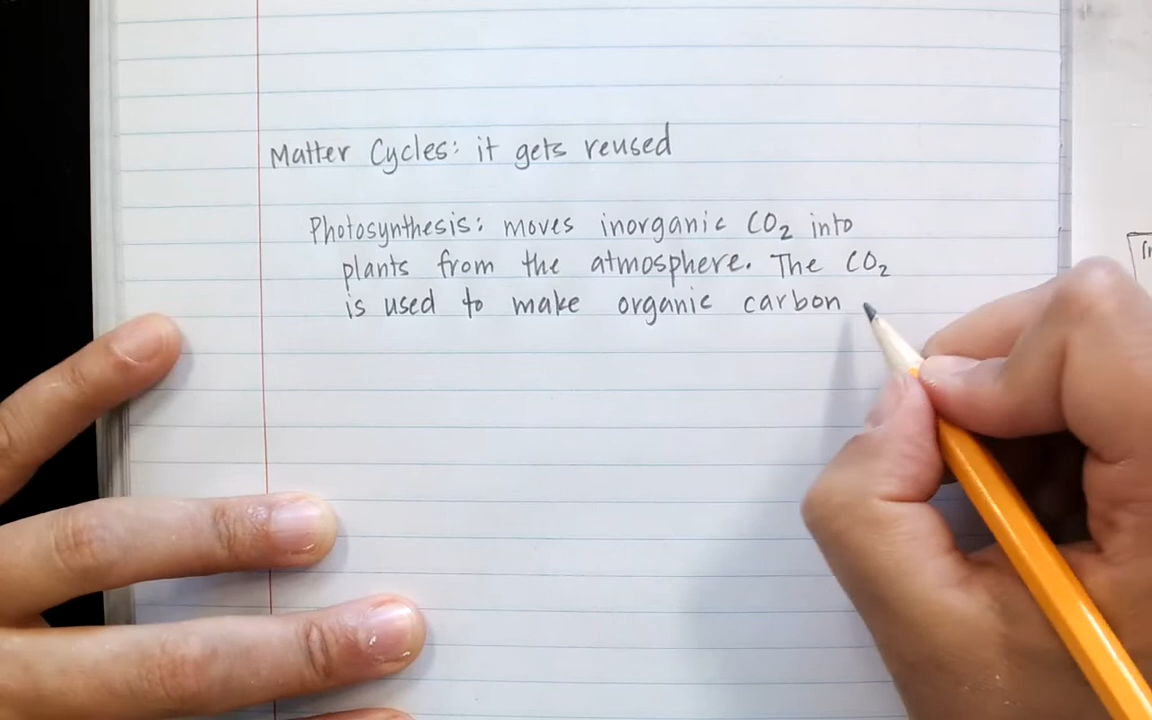 Matter Cycles: it gets reused
Photosynthesis: moves inorganic CO₂ into
plants from the atmosphere. The CO₂
is used to make organic carbon